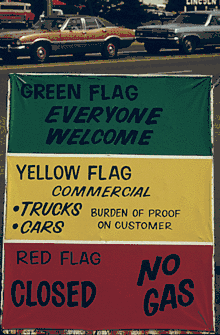 LINCOLN
GREEN FLAG
EVERYONE
WELCOME
YELLOW FLAG
COMMERCIAL
•TRUCKS
•CARS
BURDEN OF PROOF
ON CUSTOMER
RED FLAG
CLOSED
NO
GAS